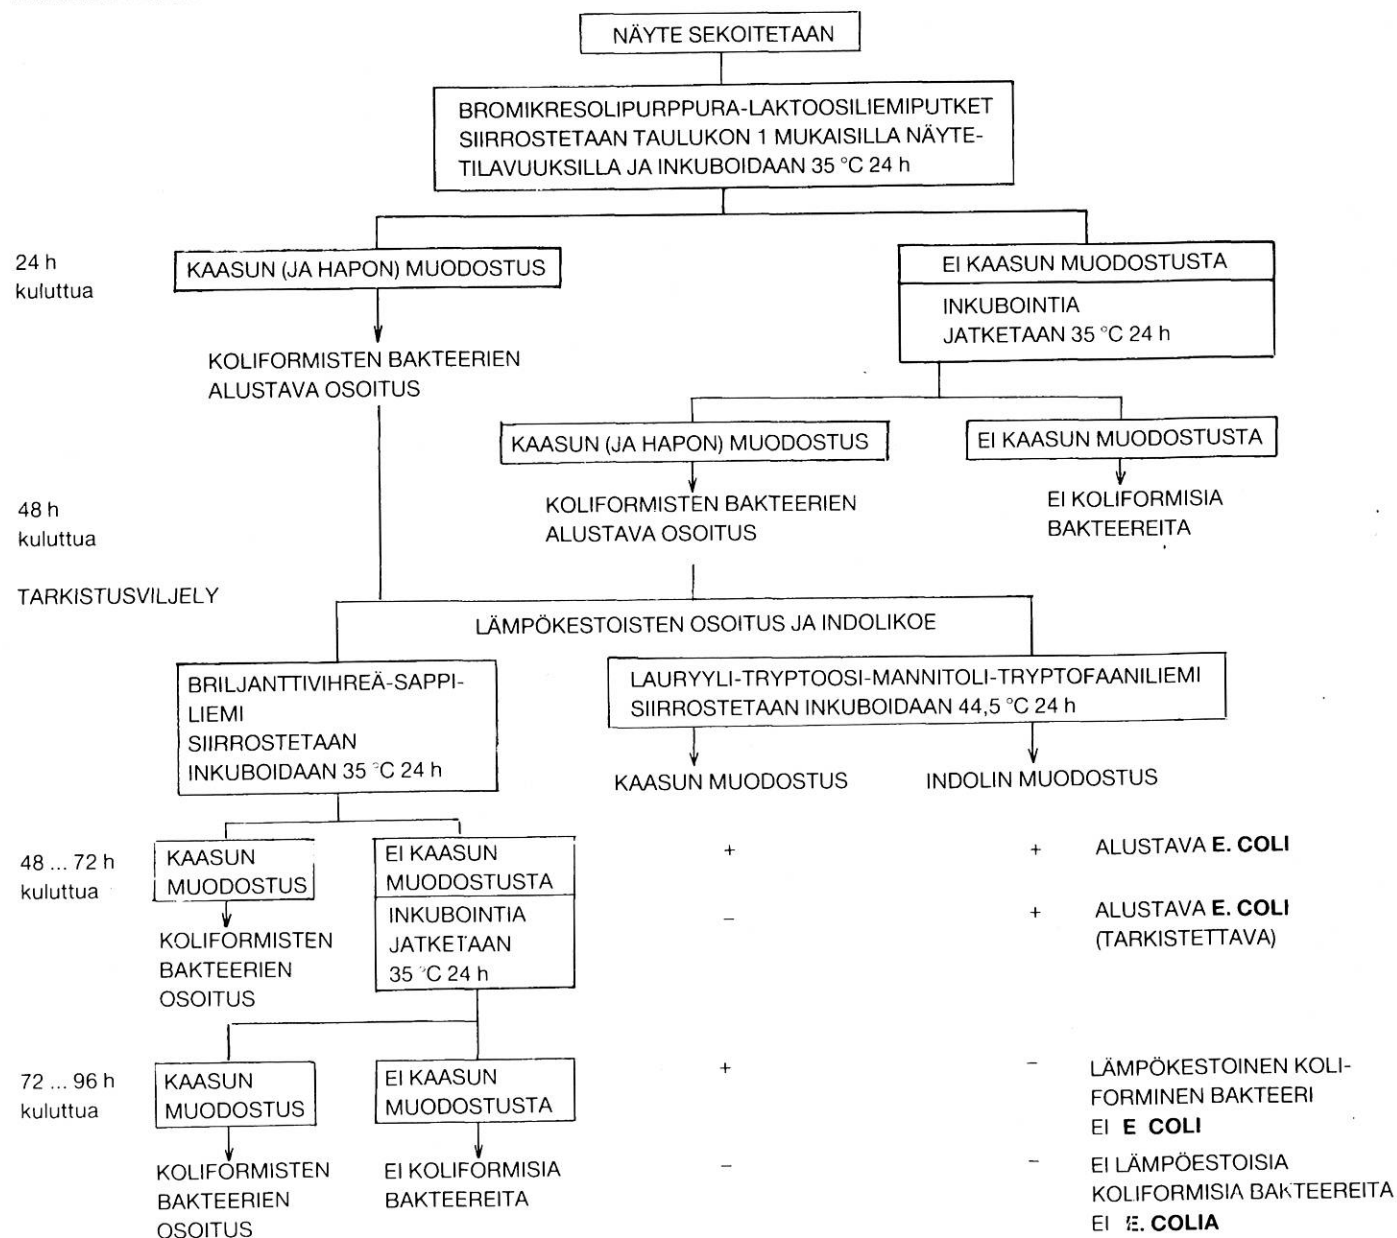 NÄYTE SEKOITETAAN
BROMIKRESOLIPURPPURA-LAKTOOSILIEMIPUTKET
SIIRROSTETAAN TAULUKON 1 MUKAISILLA NÄYTE-
TILAVUUKSILLA JA INKUBOIDAAN 35 °C 24 h
24 h
kuluttua
KAASUN (JA HAPON) MUODOSTUS
EI KAASUN MUODOSTUSTA
INKUBOINTIA
JATKETAAN 35 °C 24 h
KOLIFORMISTEN BAKTEERIEN
ALUSTAVA OSOITUS
KAASUN (JA HAPON) MUODOSTUS
EI KAASUN MUODOSTUSTA
48 h
kuluttua
KOLIFORMISTEN BAKTEERIEN
ALUSTAVA OSOITUS
EI KOLIFORMISIA
BAKTEEREITA
TARKISTUSVILJELY
LÄMPÖKESTOISTEN OSOITUS JA INDOLIKOE
BRILJANTTIVIHREÄ-SAPPI-
LIEMI
SIIRROSTETAAN
INKUBOIDAAN 35 °C 24 h
LAURYYLI-TRYPTOOSI-MANNITOLI-TRYPTOFAANILIEMI
SIIRROSTETAAN INKUBOIDAAN 44,5 °C 24 h
KAASUN MUODOSTUS
INDOLIN MUODOSTUS
48 ... 72 h
kuluttua
KAASUN
MUODOSTUS
EI KAASUN
MUODOSTUSTA
INKUBOINTIA
JATKETAAN
35 °C 24 h
+ + ALUSTAVA E. COLI
– + ALUSTAVA E. COLI
(TARKISTETTAVA)
KOLIFORMISTEN
BAKTEERIEN
OSOITUS
72 ... 96 h
kuluttua
KAASUN
MUODOSTUS
EI KAASUN
MUODOSTUSTA
+ – LÄMPÖKESTOINEN KOLI-
FORMINEN BAKTEERI
EI E COLI
KOLIFORMISTEN
BAKTEERIEN
OSOITUS
EI KOLIFORMISIA
BAKTEEREITA
– – EI LÄMPÖESTOISIA
KOLIFORMISIA BAKTEEREITA
EI E. COLIA